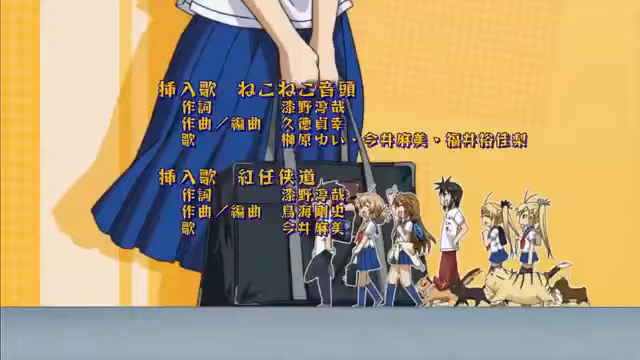 挿入歌 ねこねこ音頭
作詞 漆野淳哉
作曲／編曲 久徳貞幸
歌 榊原ゆい・今井麻美・福井裕佳梨
挿入歌 紅任侠道
作詞 漆野淳哉
作曲／編曲 鳥海剛史
歌 今井麻美